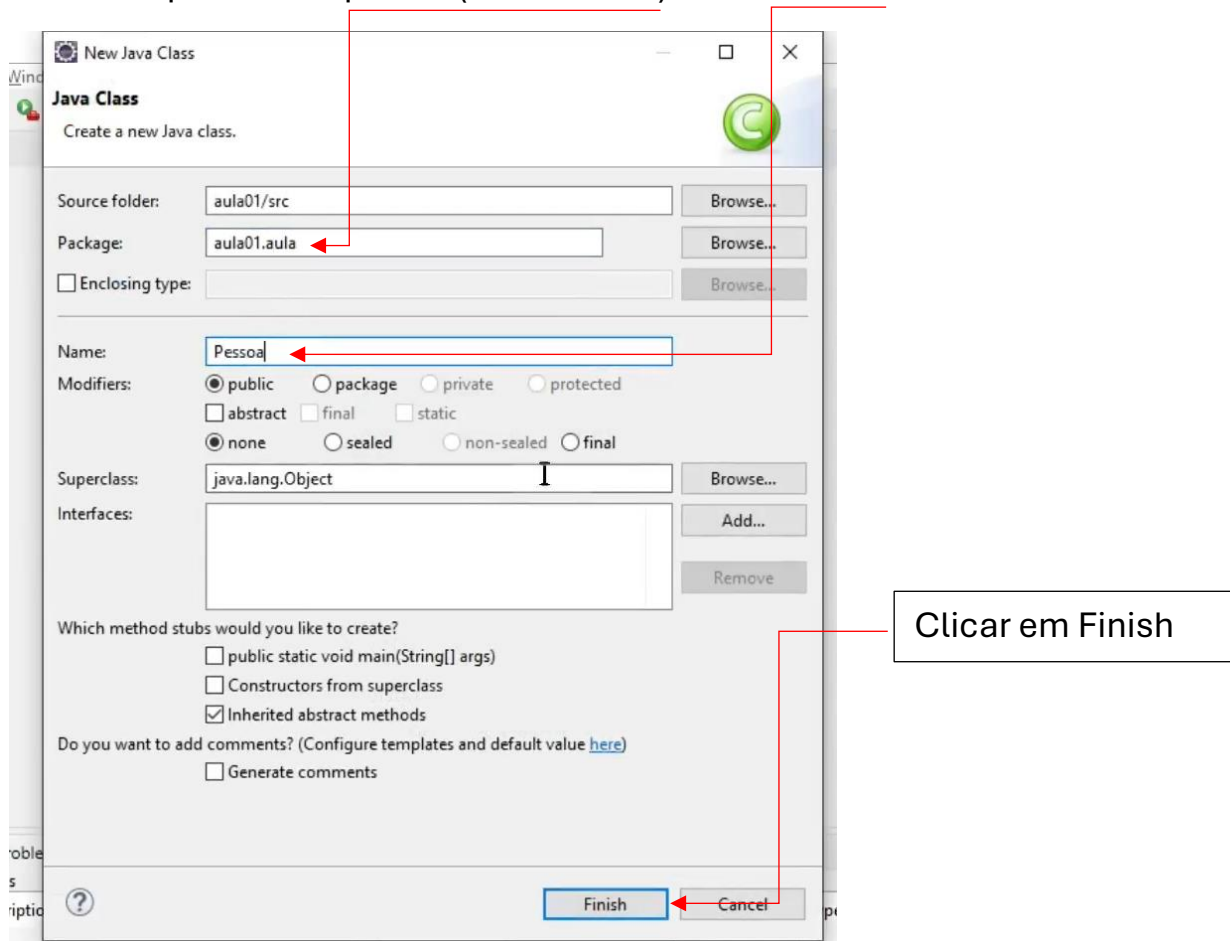 New Java Class
Java Class
Create a new Java class.
Source folder: aula01/src Browse...
Package: aula01.aula Browse...
Enclosing type: Browse...
Name: Pessoa
Modifiers: public package private protected
abstract final static
none sealed non-sealed final
Superclass: java.lang.Object Browse...
Interfaces: Add...
Remove
Clicar em Finish
Which method stubs would you like to create?
public static void main(String[] args)
Constructors from superclass
Inherited abstract methods
Do you want to add comments? (Configure templates and default value here)
Generate comments
? Finish Cancel